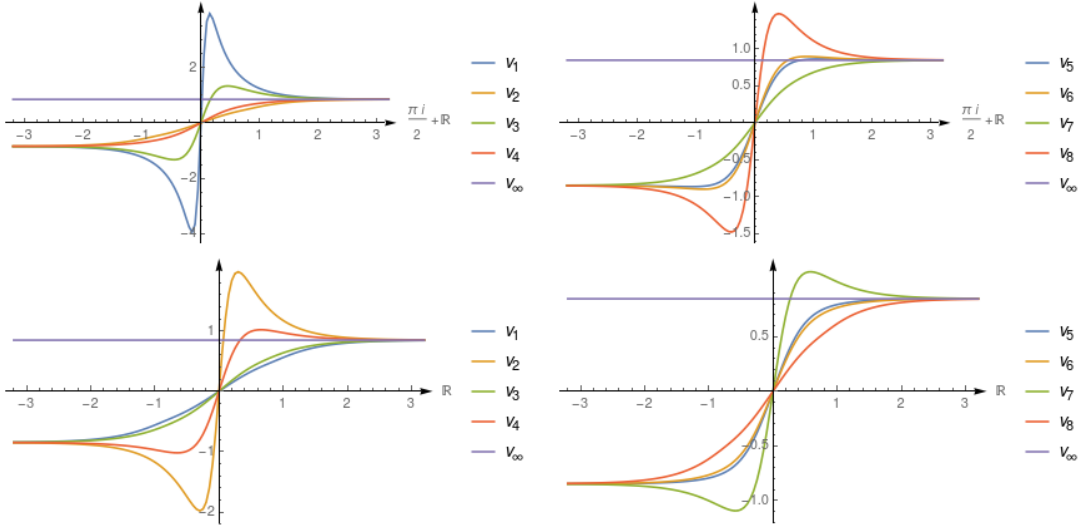 2
-3
-2
-1
1
2
3
-2
-4
πi/2 + ℝ
V₁
V₂
V₃
V₄
V∞
1.0
0.5
-3
-2
-1
1
2
3
-0.5
-1.0
-1.5
πi/2 + ℝ
V₅
V₆
V₇
V₈
V∞
1
-3
-2
-1
1
2
3
-1
-2
ℝ
V₁
V₂
V₃
V₄
V∞
0.5
-3
-2
-1
1
2
3
-0.5
-1.0
ℝ
V₅
V₆
V₇
V₈
V∞